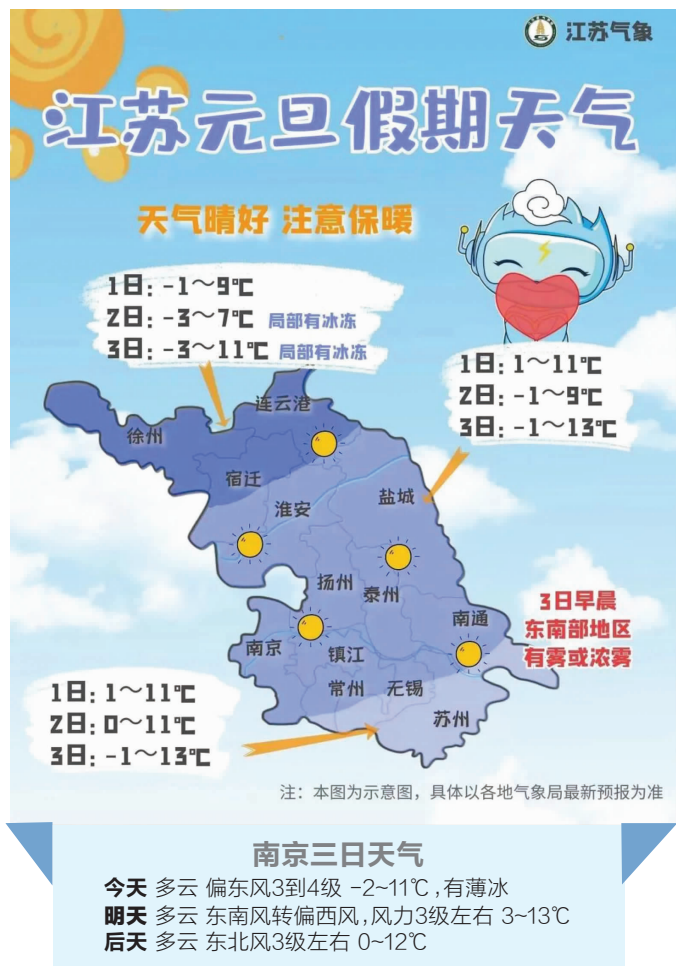 江苏气象
江苏元旦假期天气
天气晴好 注意保暖
1日：-1～9℃
2日：-3～7℃ 局部有冰冻
3日：-3～11℃ 局部有冰冻
1日：1～11℃
2日：-1～9℃
3日：-1～13℃
连云港
徐州
宿迁
淮安
盐城
扬州
泰州
南通
南京
镇江
常州
无锡
苏州
3日早晨
东南部地区
有雾或浓雾
1日：1～11℃
2日：0～11℃
3日：-1～13℃
注：本图为示意图，具体以各地气象局最新预报为准
南京三日天气
今天 多云 偏东风3到4级 -2~11℃,有薄冰
明天 多云 东南风转偏西风,风力3级左右 3~13℃
后天 多云 东北风3级左右 0~12℃